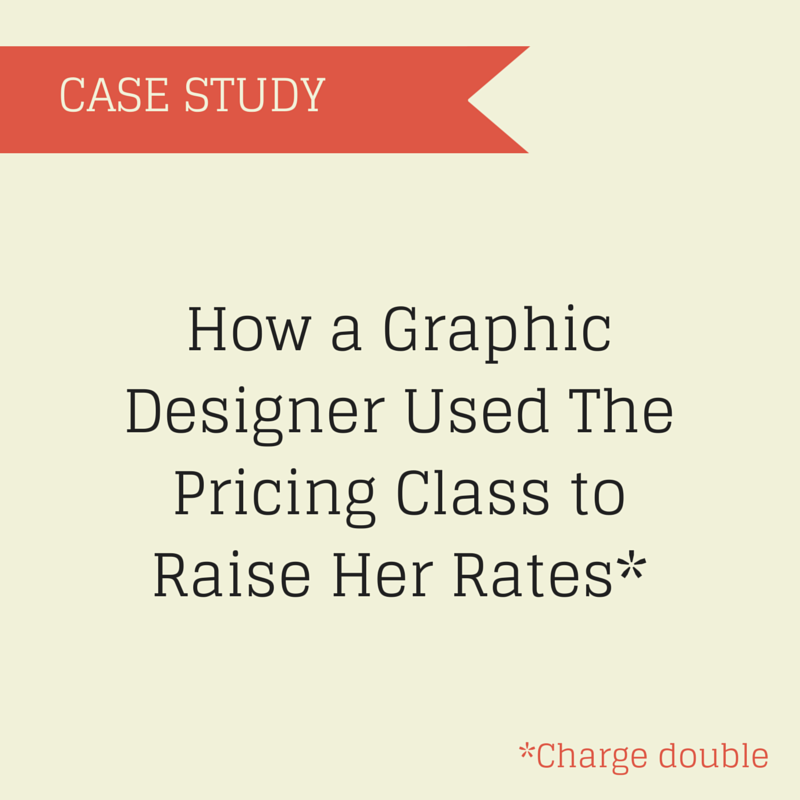 CASE STUDY
How a Graphic
Designer Used The
Pricing Class to
Raise Her Rates*
*Charge double